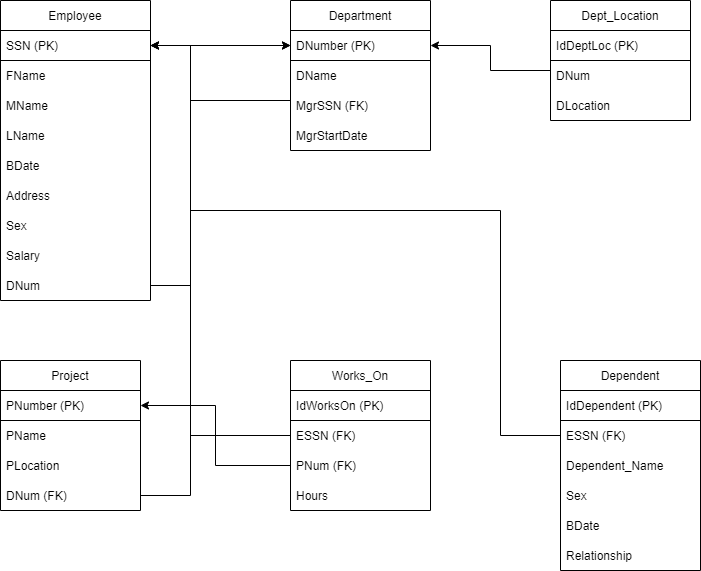 Employee
SSN (PK)
FName
MName
LName
BDate
Address
Sex
Salary
DNum
Department
DNumber (PK)
DName
MgrSSN (FK)
MgrStartDate
Dept_Location
IdDeptLoc (PK)
DNum
DLocation
Project
PNumber (PK)
PName
PLocation
DNum (FK)
Works_On
IdWorksOn (PK)
ESSN (FK)
PNum (FK)
Hours
Dependent
IdDependent (PK)
ESSN (FK)
Dependent_Name
Sex
BDate
Relationship